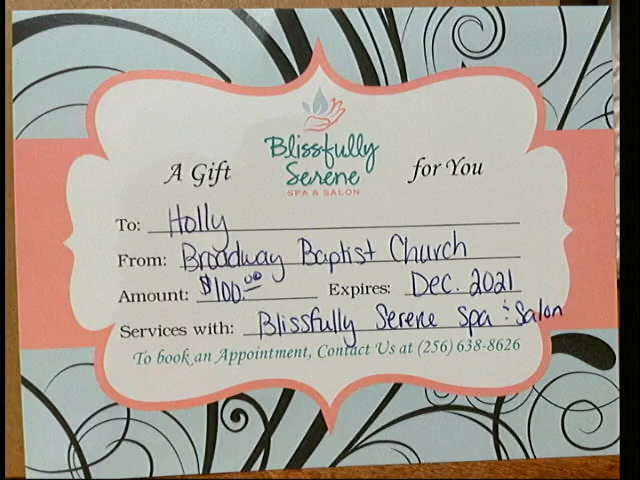 Blissfully
Serene
SPA & SALON
A Gift for You
To: Holly
From: Broadway Baptist Church
Amount: $100.00 Expires: Dec. 2021
Services with: Blissfully Serene Spa & Salon
To book an Appointment, Contact Us at (256) 638-8626